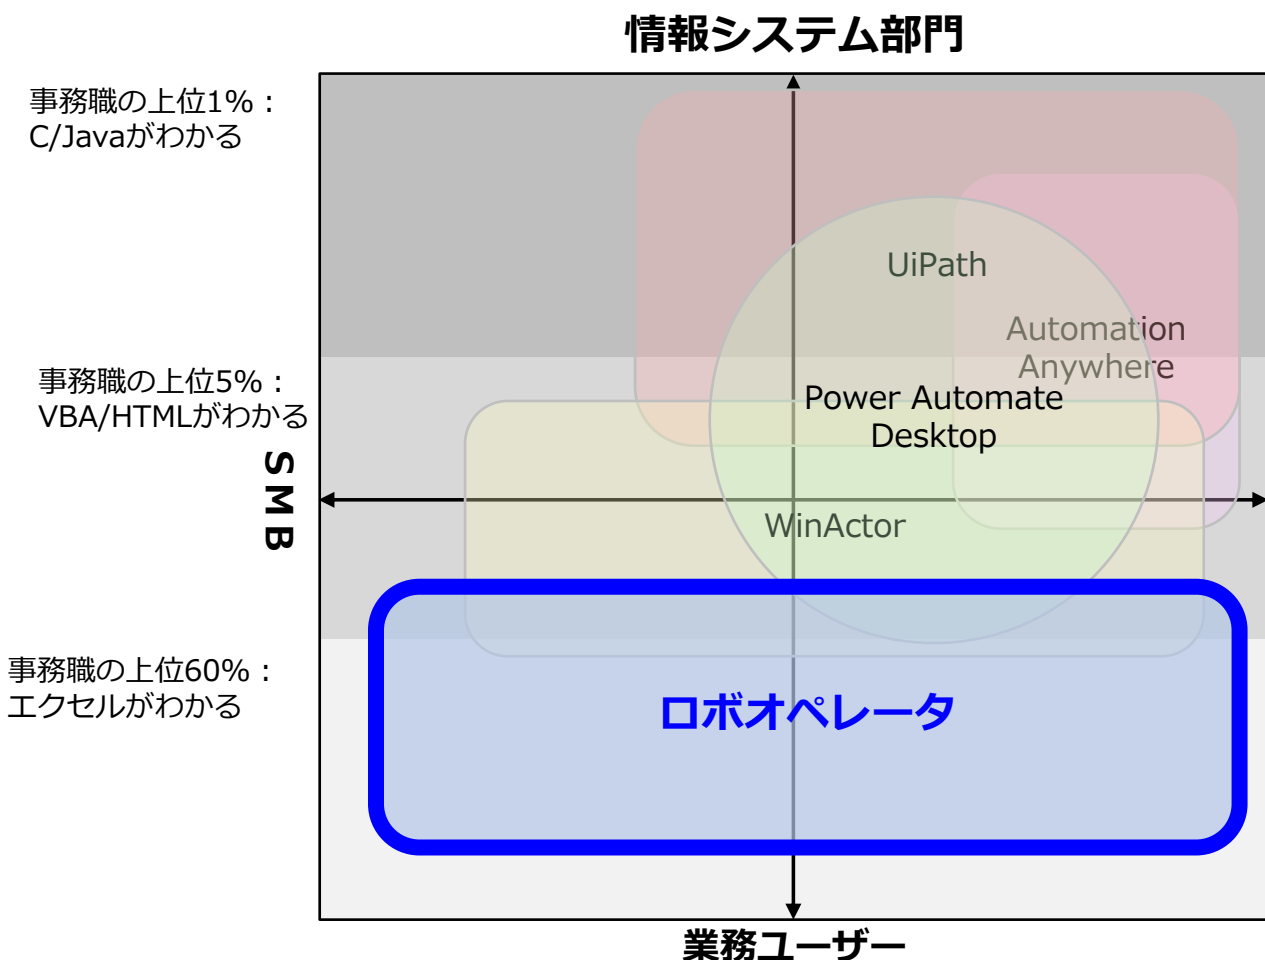 情報システム部門
事務職の上位1%：
C/Javaがわかる
UiPath
Automation
Anywhere
事務職の上位5%：
VBA/HTMLがわかる
Power Automate
Desktop
SMB
WinActor
事務職の上位60%：
エクセルがわかる
ロボオペレータ
業務ユーザー